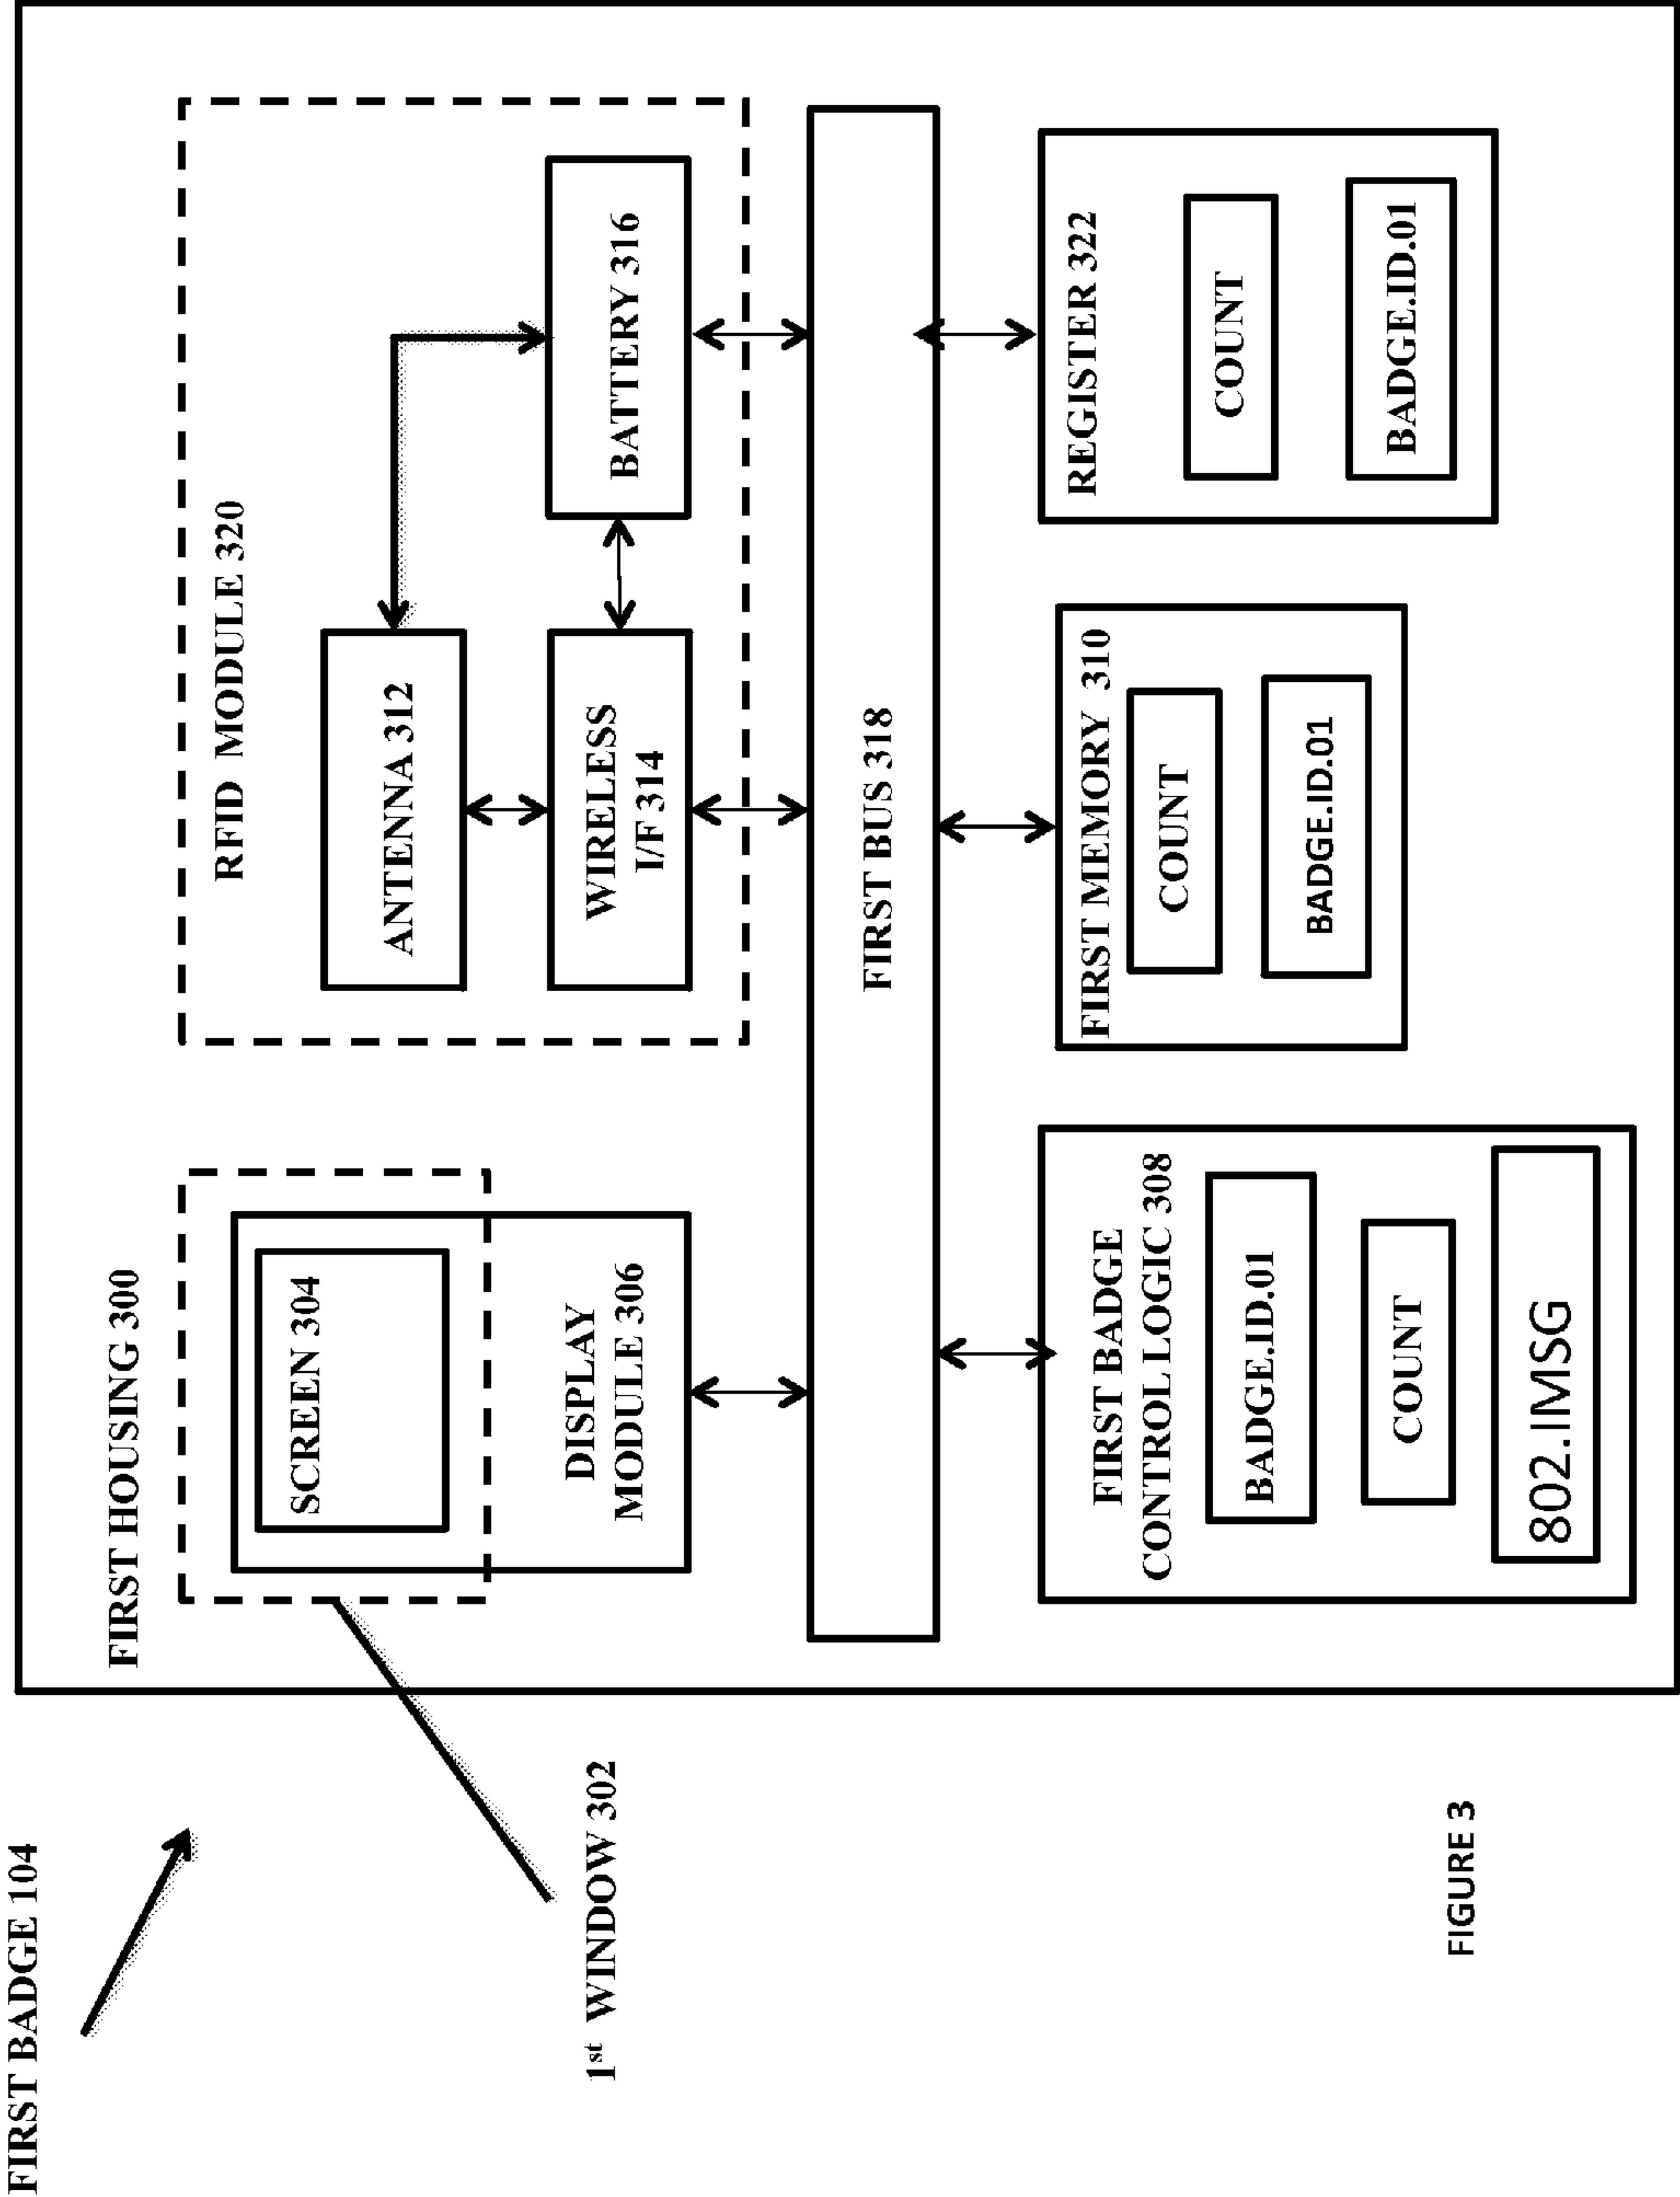 FIRST BADGE 104
FIRST HOUSING 300
SCREEN 304
DISPLAY
MODULE 306
1st WINDOW 302
RFID MODULE 320
ANTENNA 312
WIRELESS
I/F 314
BATTERY 316
FIRST BUS 318
FIRST BADGE
CONTROL LOGIC 308
BADGE.ID.01
COUNT
802.IMSG
FIRST MEMORY 310
COUNT
BADGE.ID.01
REGISTER 322
COUNT
BADGE.ID.01
FIGURE 3